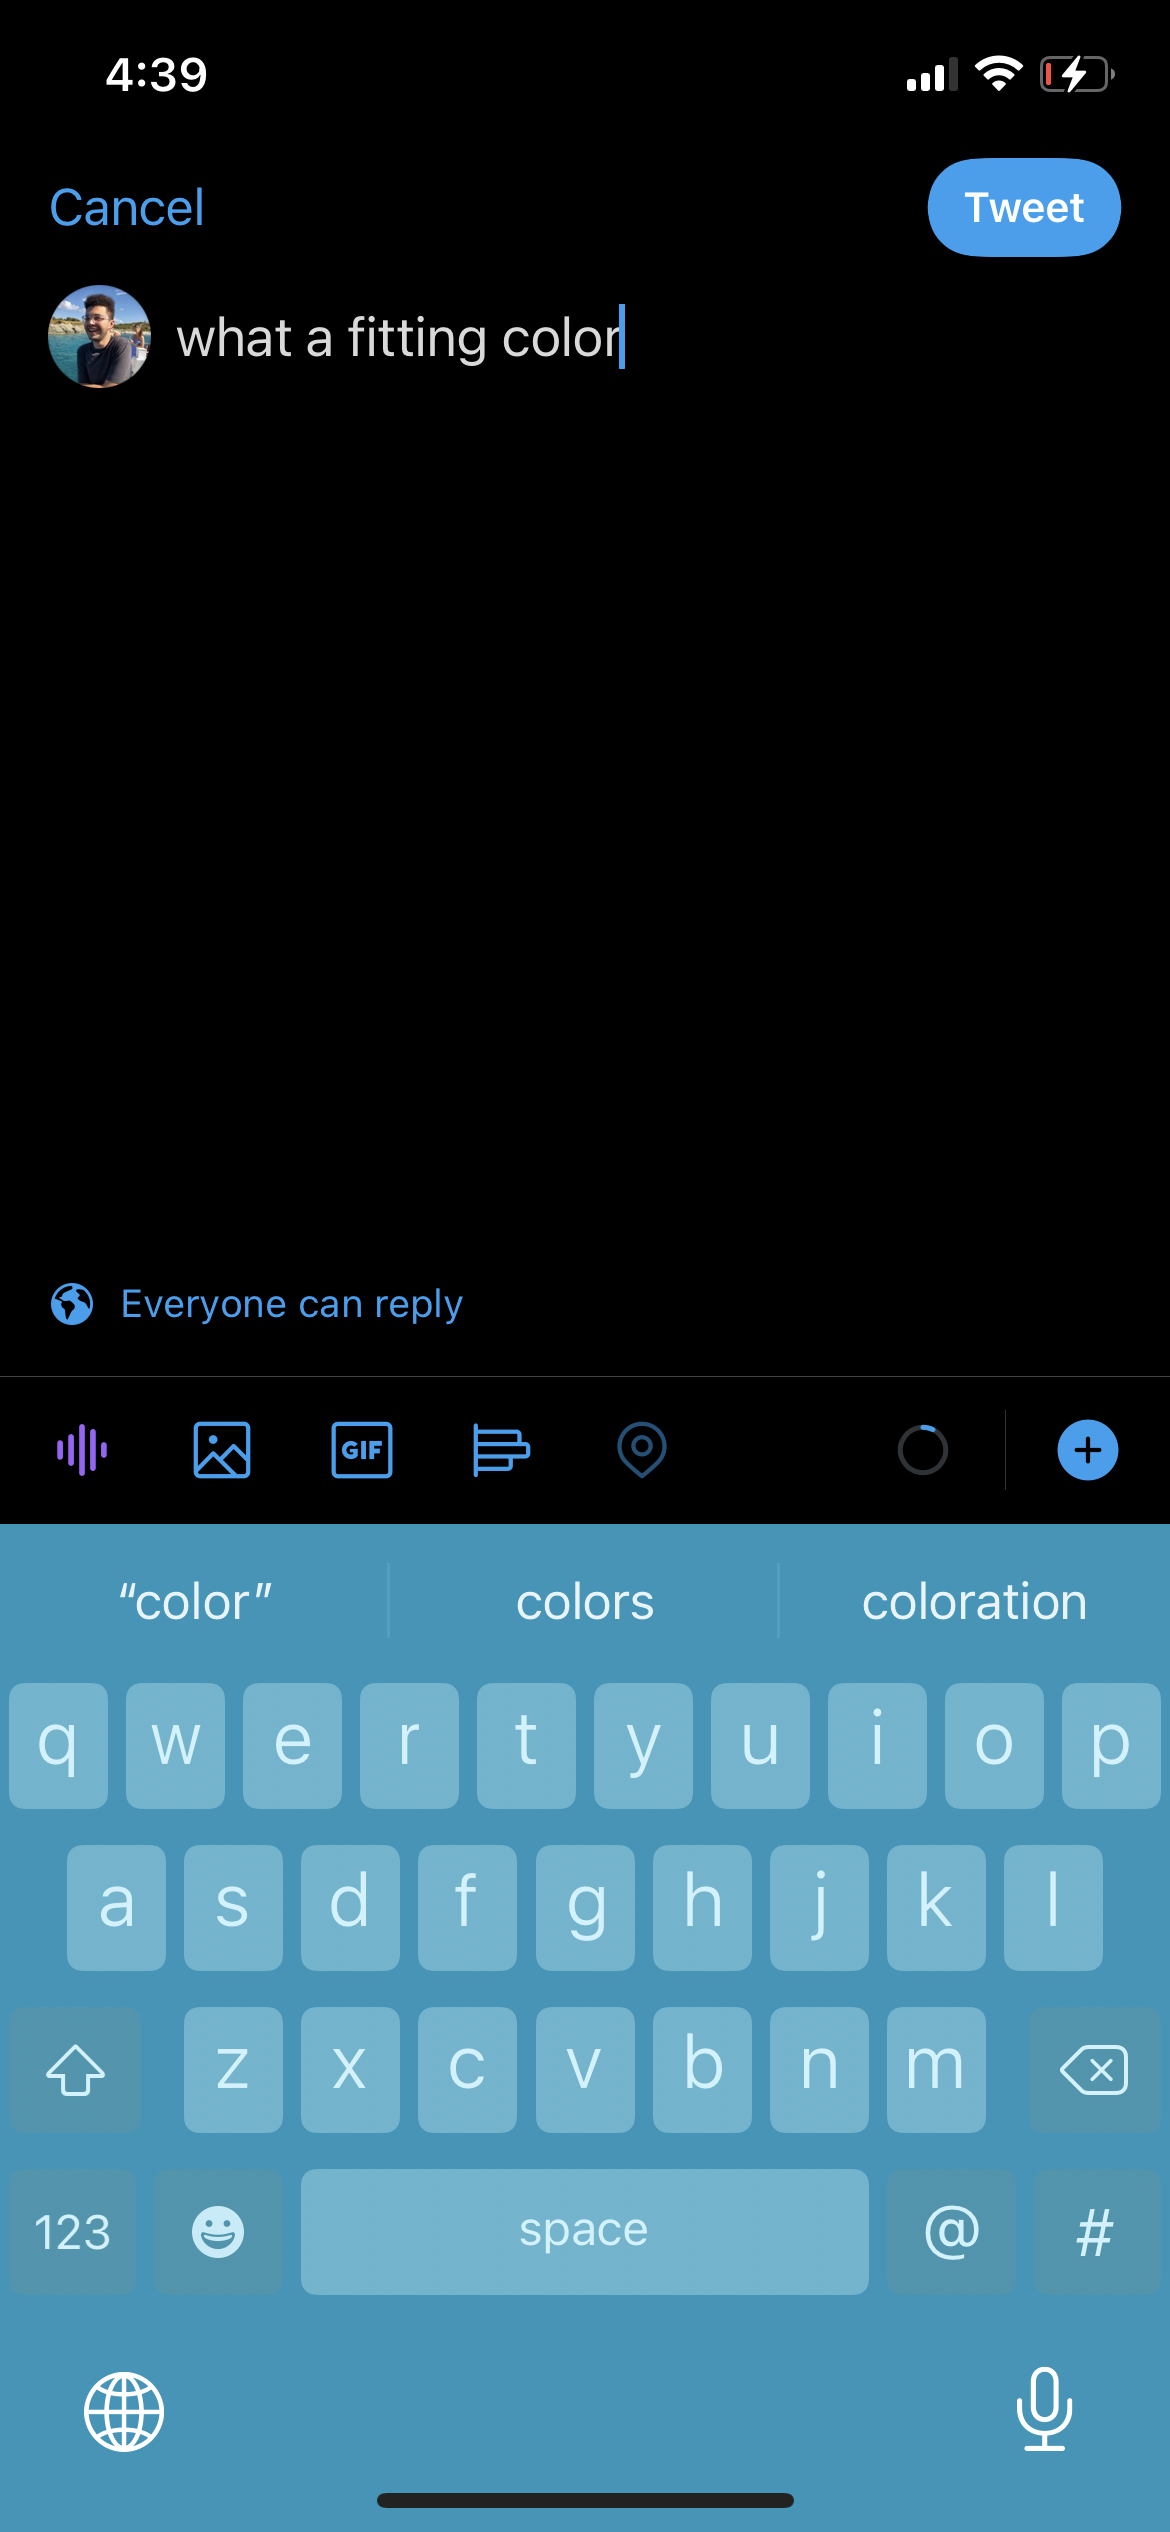 4:39
Cancel
Tweet
what a fitting color
Everyone can reply
GIF
“color” colors coloration
q w e r t y u i o p
a s d f g h j k l
z x c v b n m
123 space @ #